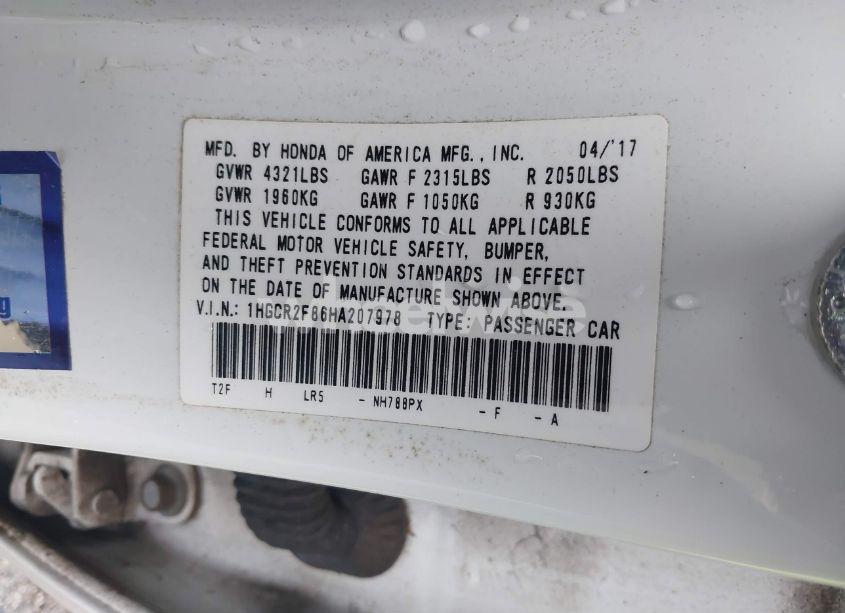 MFD. BY HONDA OF AMERICA MFG., INC. 04/'17
GVWR 4321LBS GAWR F 2315LBS R 2050LBS
GVWR 1960KG GAWR F 1050KG R 930KG
THIS VEHICLE CONFORMS TO ALL APPLICABLE
FEDERAL MOTOR VEHICLE SAFETY, BUMPER,
AND THEFT PREVENTION STANDARDS IN EFFECT
ON THE DATE OF MANUFACTURE SHOWN ABOVE.
V.I.N.: 1HGCR2F86HA207978 TYPE: PASSENGER CAR
T2F H LR5 - NH788PX - F - A